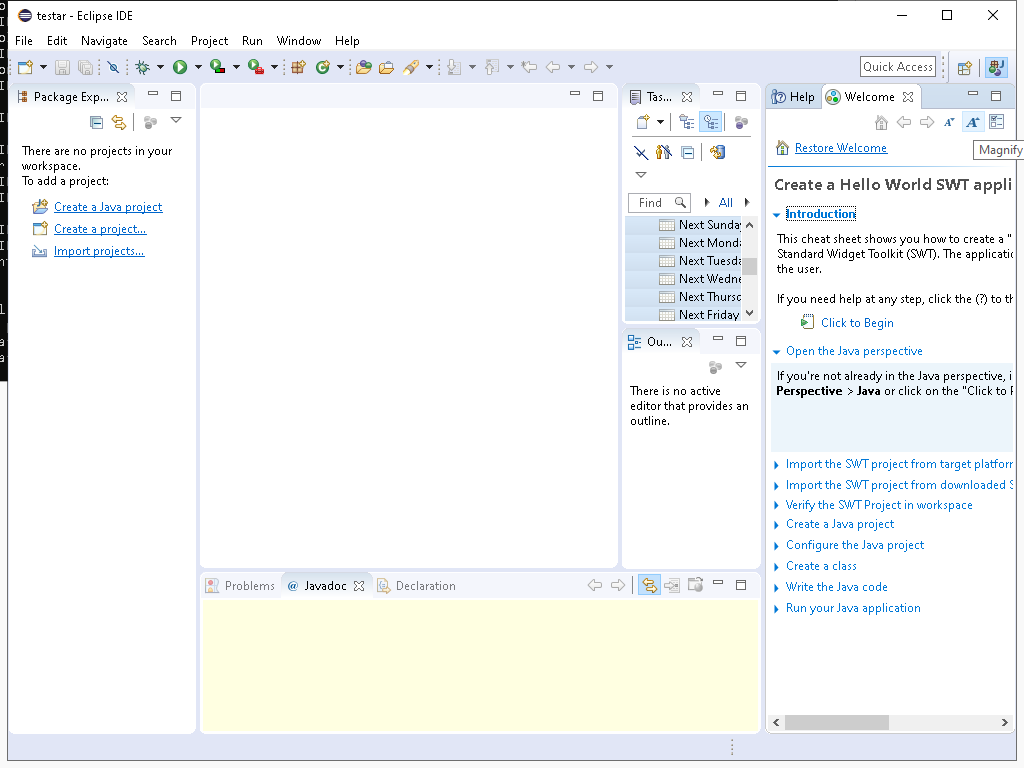 testar - Eclipse IDE
File Edit Navigate Search Project Run Window Help
Quick Access
Package Exp...
There are no projects in your
workspace.
To add a project:
Create a Java project
Create a project...
Import projects...
Tas...
Find
All
Next Sunday
Next Monda
Next Tuesda
Next Wedne
Next Thursd
Next Friday
Ou...
There is no active
editor that provides an
outline.
Problems
@ Javadoc
Declaration
Help
Welcome
Restore Welcome
Magnify
Create a Hello World SWT appli
Introduction
This cheat sheet shows you how to create a "
Standard Widget Toolkit (SWT). The applicatio
the user.
If you need help at any step, click the (?) to th
Click to Begin
Open the Java perspective
If you're not already in the Java perspective, i
Perspective > Java or click on the "Click to P
Import the SWT project from target platform
Import the SWT project from downloaded S
Verify the SWT Project in workspace
Create a Java project
Configure the Java project
Create a class
Write the Java code
Run your Java application